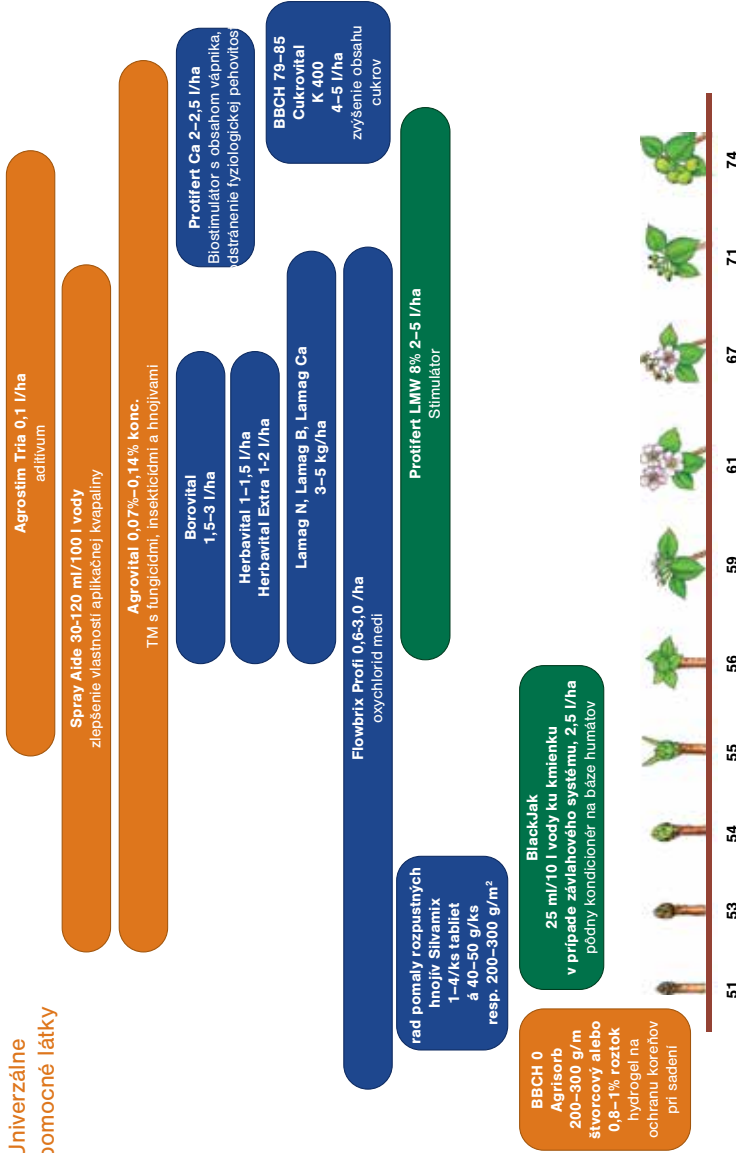 Univerzálne
pomocné látky
Agrostim Tria 0,1 l/ha
aditívum
Spray Aide 30-120 ml/100 l vody
zlepšenie vlastností aplikačnej kvapaliny
Agrovital 0,07%–0,14% konc.
TM s fungicídmi, insekticídmi a hnojivami
Protifert Ca 2–2,5 l/ha
Biostimulátor s obsahom vápnika,
odstránenie fyziologickej pehovitosti
Borovital
1,5–3 l/ha
Herbavital 1–1,5 l/ha
Herbavital Extra 1-2 l/ha
BBCH 79–85
Cukrovital
K 400
4–5 l/ha
zvýšenie obsahu
cukrov
Lamag N, Lamag B, Lamag Ca
3–5 kg/ha
Flowbrix Profi 0,6-3,0 /ha
oxychlorid medi
Protifert LMW 8% 2–5 l/ha
Stimulátor
rad pomaly rozpustných
hnojív Silvamix
1–4/ks tabliet
á 40–50 g/ks
resp. 200–300 g/m²
BlackJak
25 ml/10 l vody ku kmienku
v prípade závlahového systému, 2,5 l/ha
pôdny kondicionér na báze humátov
BBCH 0
Agrisorb
200–300 g/m
štvorcový alebo
0,8–1% roztok
hydrogel na
ochranu koreňov
pri sadení
51 53 54 55 56 59 61 67 71 74